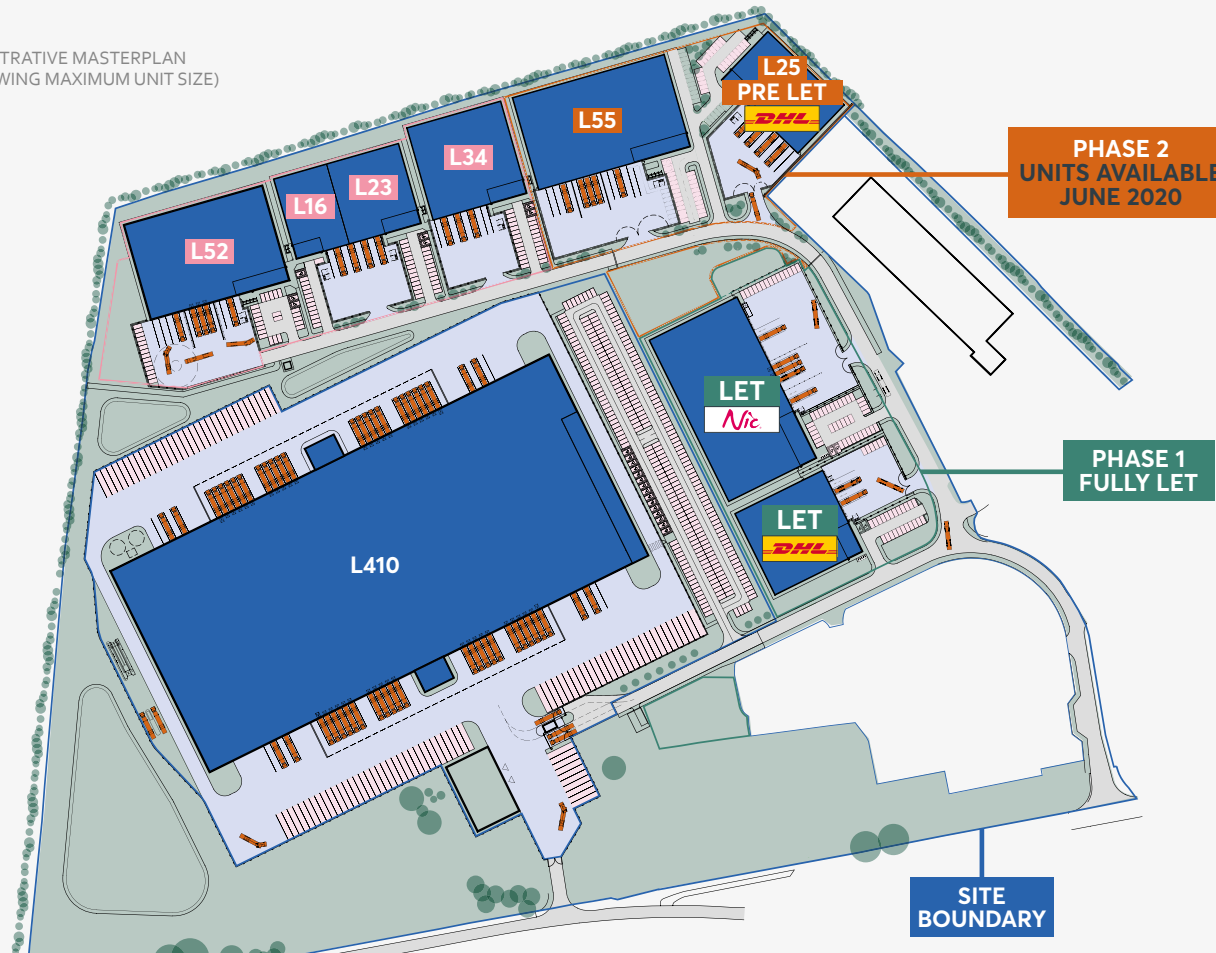 TRATIVE MASTERPLAN
WING MAXIMUM UNIT SIZE)
L25
PRE LET
DHL
L55
L34
L23
L16
L52
PHASE 2
UNITS AVAILABLE
JUNE 2020
LET
Nic.
PHASE 1
FULLY LET
LET
DHL
L410
SITE
BOUNDARY